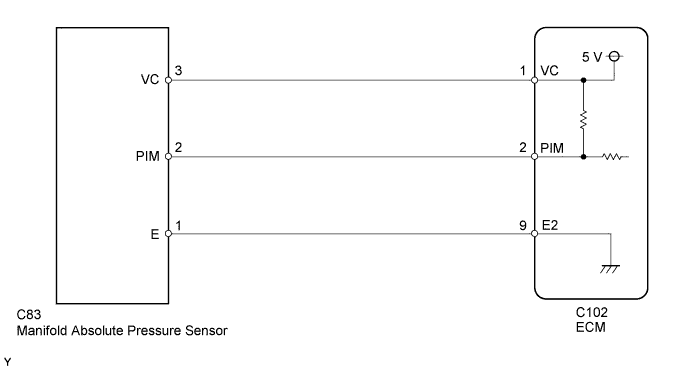 5 V
VC 3 1 VC
PIM 2 2 PIM
E 1 9 E2
C83
Manifold Absolute Pressure Sensor
C102
ECM
Y